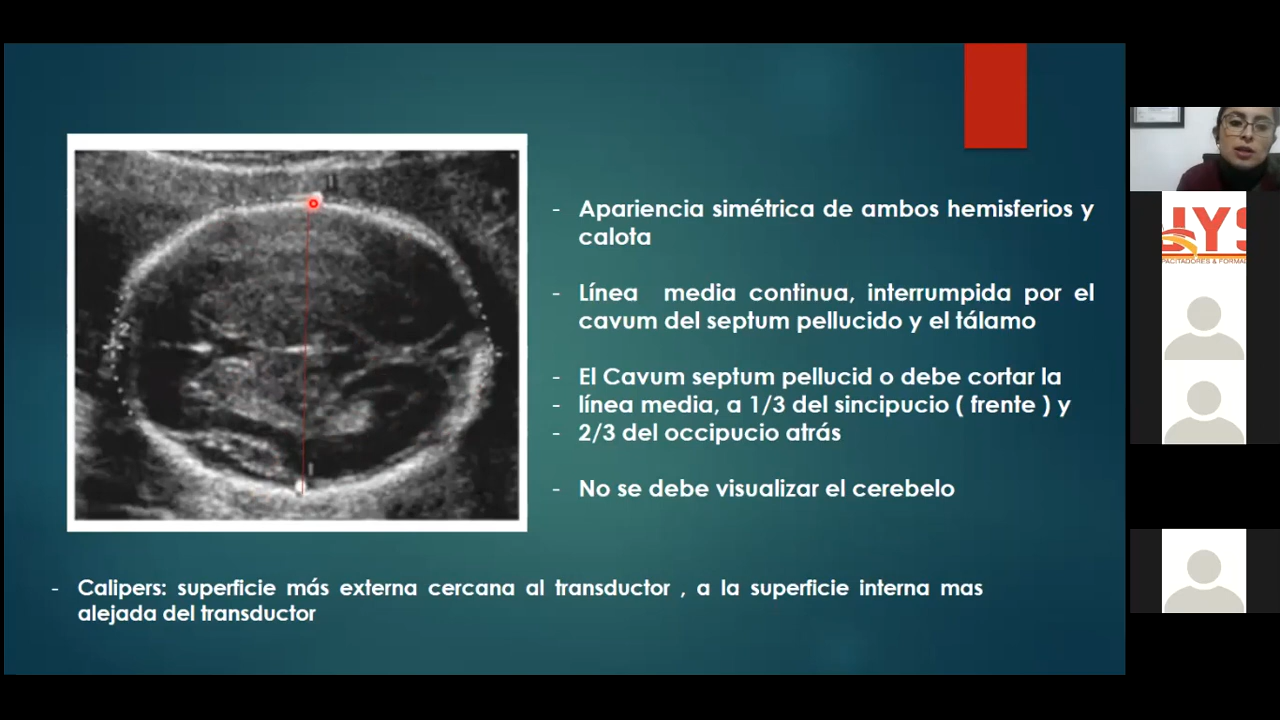 Apariencia simétrica de ambos hemisferios y
calota
Línea media continua, interrumpida por el
cavum del septum pellucido y el tálamo
El Cavum septum pellucid o debe cortar la
línea media, a 1/3 del sincipucio ( frente ) y
2/3 del occipucio atrás
No se debe visualizar el cerebelo
Calipers: superficie más externa cercana al transductor , a la superficie interna mas
alejada del transductor